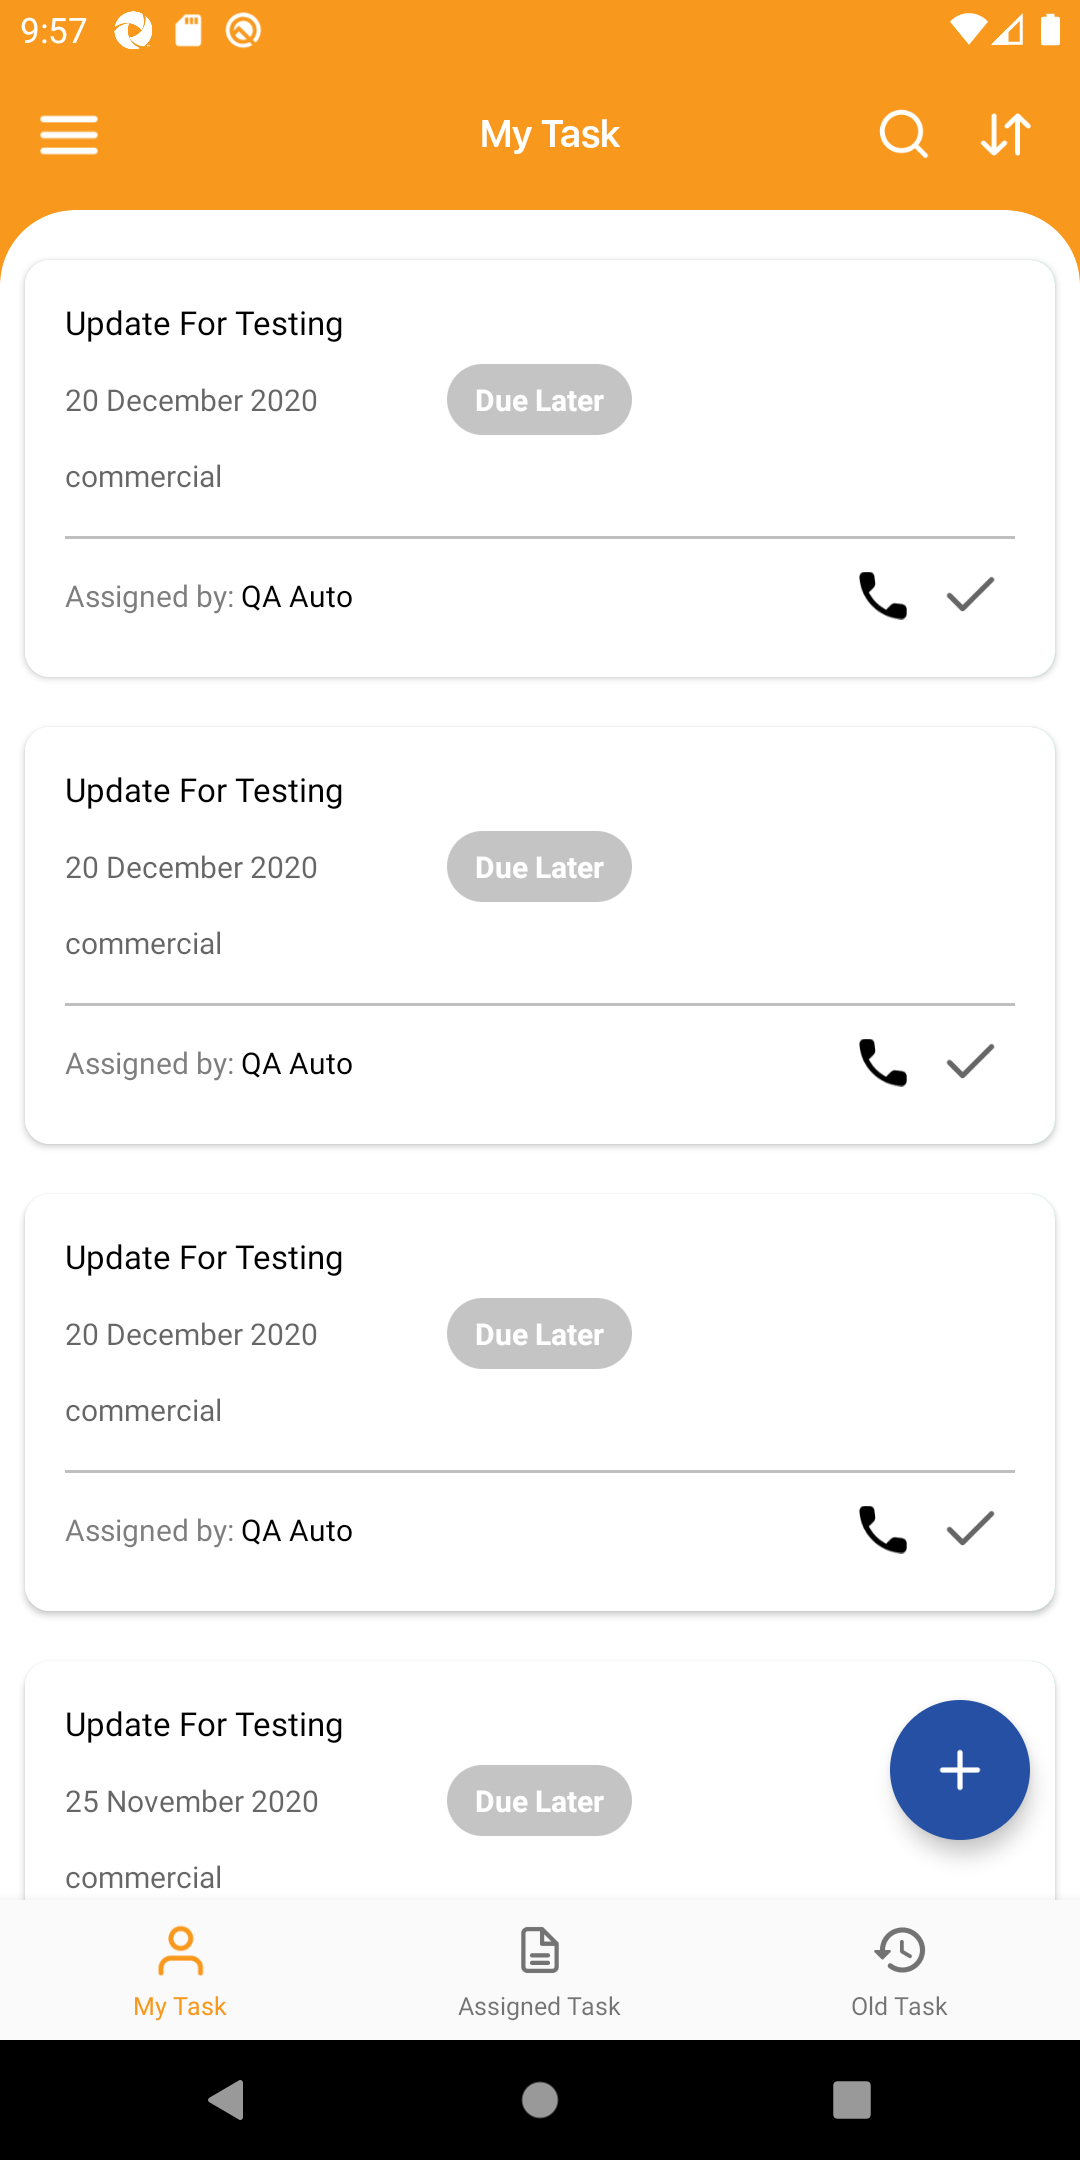 9:57
My Task
Update For Testing
20 December 2020
Due Later
commercial
Assigned by: QA Auto
Update For Testing
20 December 2020
Due Later
commercial
Assigned by: QA Auto
Update For Testing
20 December 2020
Due Later
commercial
Assigned by: QA Auto
Update For Testing
25 November 2020
Due Later
commercial
My Task
Assigned Task
Old Task